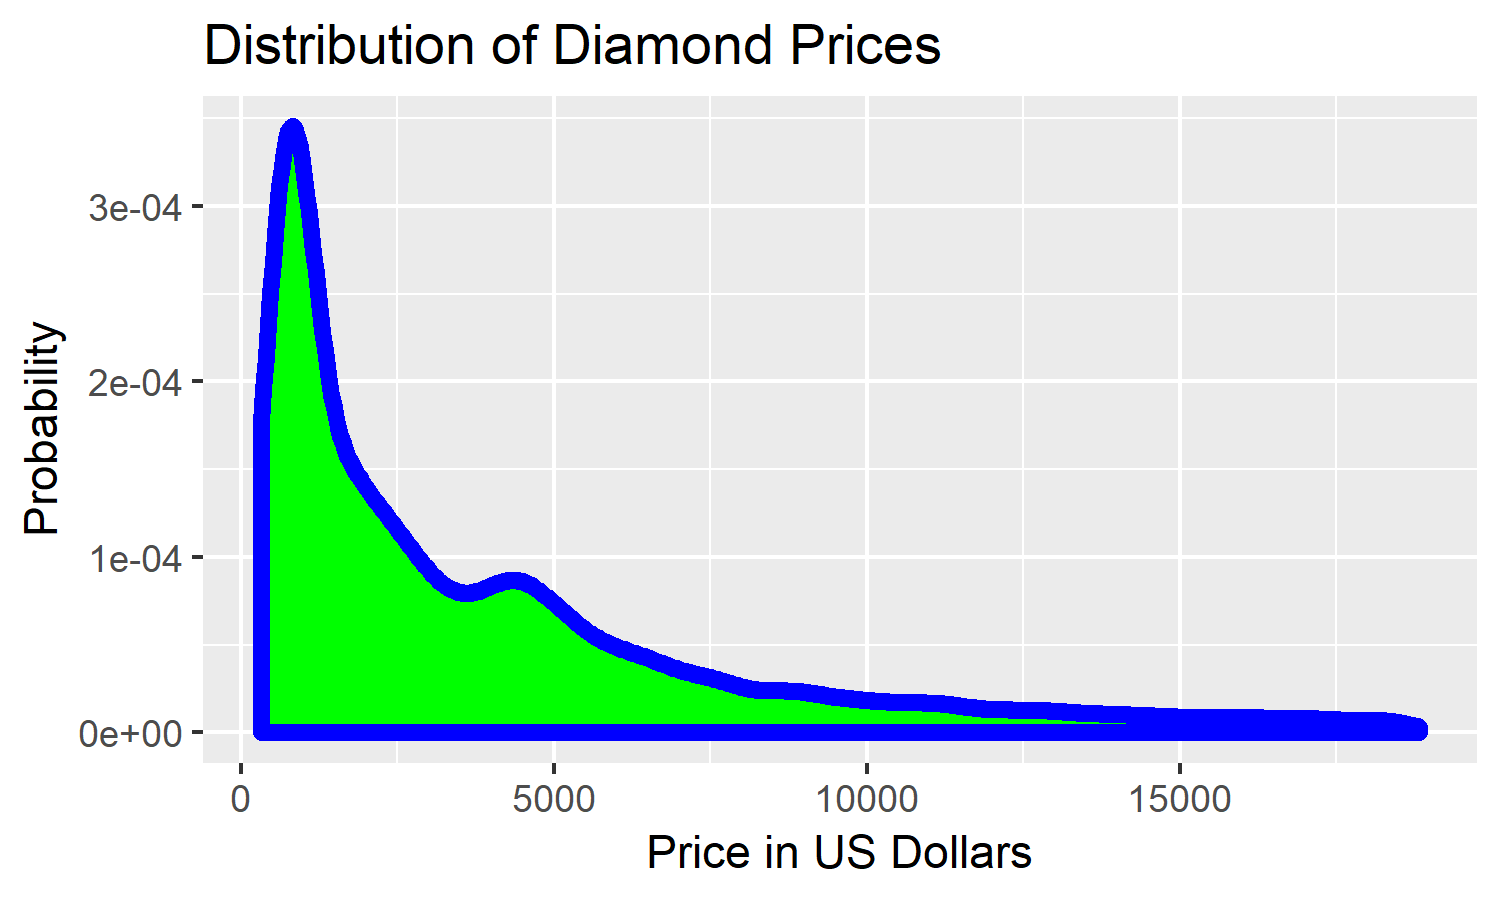 Distribution of Diamond Prices
3e-04
2e-04
1e-04
0e+00
Probability
0 5000 10000 15000
Price in US Dollars